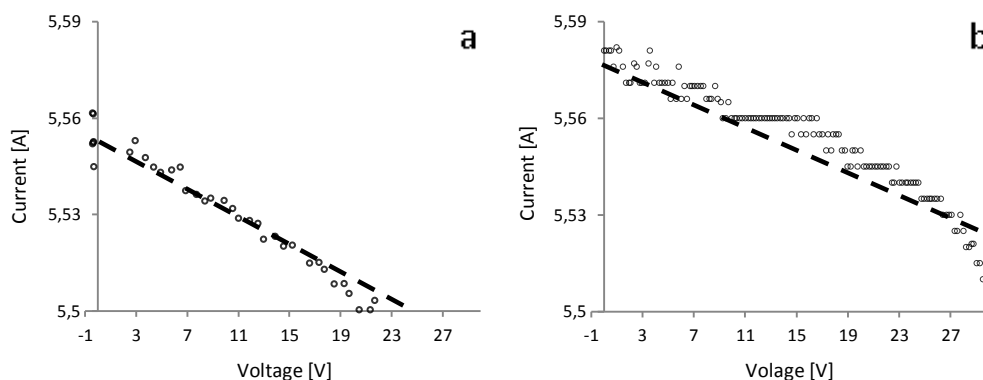 a
5,59
5,56
5,53
5,5
Current [A]
-1 3 7 11 15 19 23 27
Voltage [V]
b
5,59
5,56
5,53
5,5
Current [A]
-1 3 7 11 15 19 23 27
Volage [V]